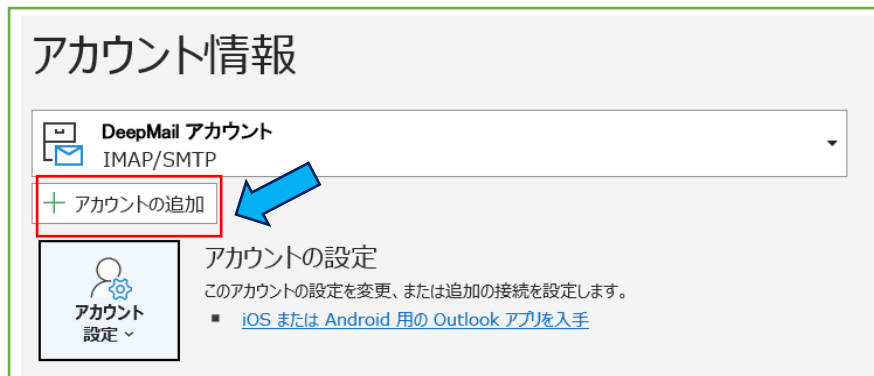 アカウント情報
DeepMail アカウント
IMAP/SMTP
アカウントの追加
アカウントの設定
このアカウントの設定を変更、または追加の接続を設定します。
iOS または Android 用の Outlook アプリを入手
アカウント
設定